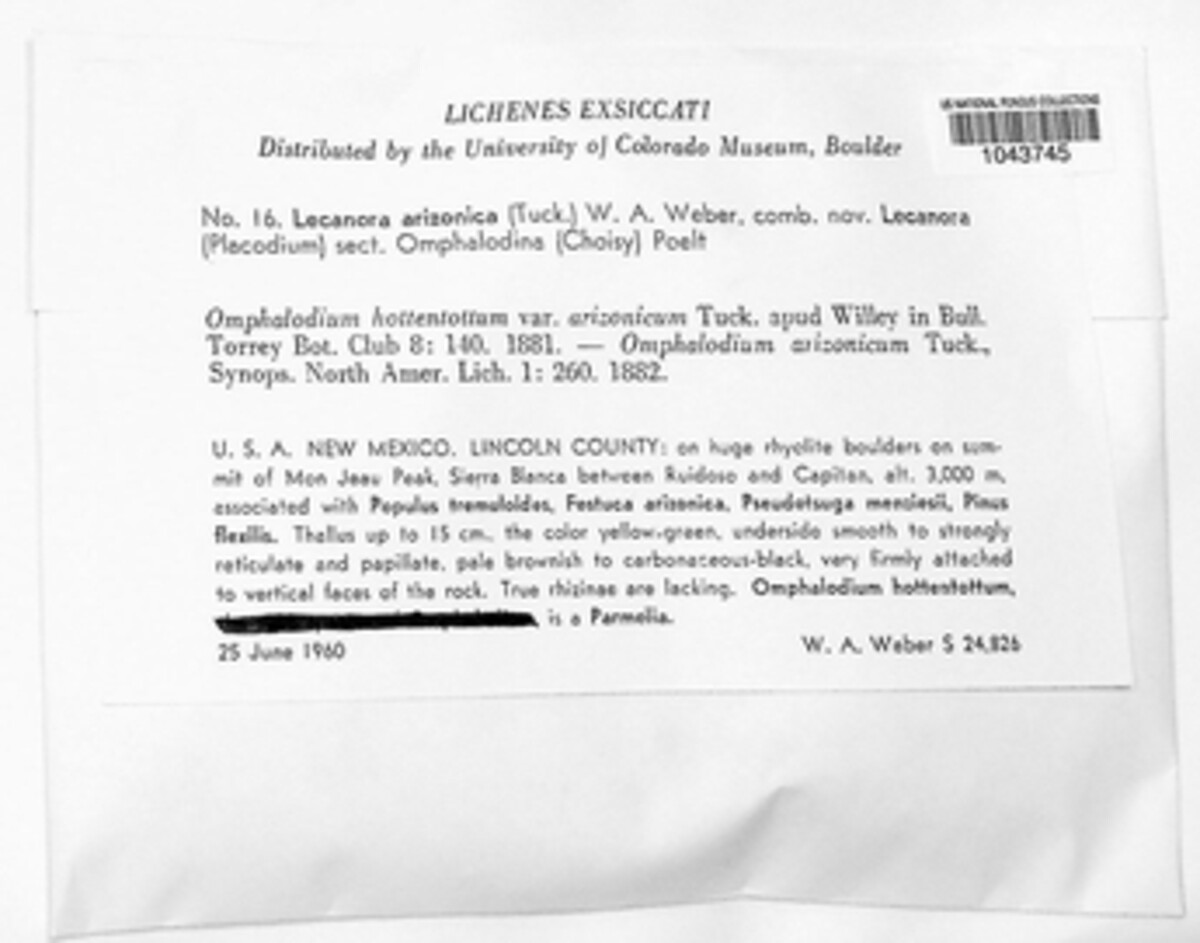 LICHENES EXSICCATI
Distributed by the University of Colorado Museum, Boulder
US NATIONAL FUNGUS COLLECTIONS
1043745
No. 16. Lecanora arizonica (Tuck.) W. A. Weber, comb. nov. Lecanora
(Placodium) sect. Omphalodina (Choisy) Poelt
Omphalodium hottentottum var. arizonicum Tuck. apud Willey in Bull.
Torrey Bot. Club 8: 140. 1881. — Omphalodium arizonicum Tuck.,
Synops. North Amer. Lich. 1: 260. 1882.
U. S. A. NEW MEXICO. LINCOLN COUNTY: on huge rhyolite boulders on sum-
mit of Mon Jeau Peak, Sierra Blanca between Ruidoso and Capitan, alt. 3,000 m,
associated with Populus tremuloides, Festuca arizonica, Pseudotsuga menziesii, Pinus
flexilis. Thallus up to 15 cm., the color yellow-green, underside smooth to strongly
reticulate and papillate, pale brownish to carbonaceous-black, very firmly attached
to vertical faces of the rock. True rhizinae are lacking. Omphalodium hottentottum,
is a Parmelia.
25 June 1960 W. A. Weber S 24,826